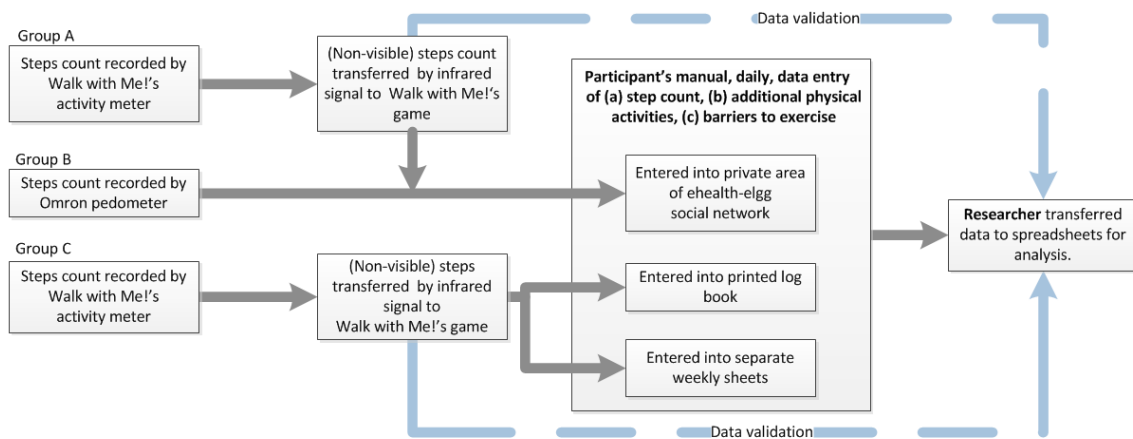 Data validation
Group A
Steps count recorded by
Walk with Me!'s
activity meter
(Non-visible) steps count
transferred by infrared
signal to Walk with Me!'s
game
Participant's manual, daily, data entry
of (a) step count, (b) additional physical
activities, (c) barriers to exercise
Group B
Steps count recorded by
Omron pedometer
Entered into private area
of ehealth-elgg
social network
Researcher transferred
data to spreadsheets for
analysis.
Group C
Steps count recorded by
Walk with Me!'s
activity meter
(Non-visible) steps
transferred by infrared
signal to
Walk with Me!'s game
Entered into printed log
book
Entered into separate
weekly sheets
Data validation